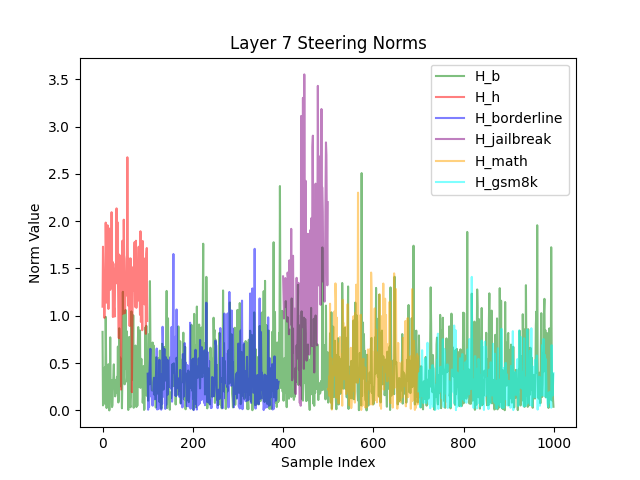 Layer 7 Steering Norms
Norm Value
3.5
3.0
2.5
2.0
1.5
1.0
0.5
0.0
H_b
H_h
H_borderline
H_jailbreak
H_math
H_gsm8k
0 200 400 600 800 1000
Sample Index